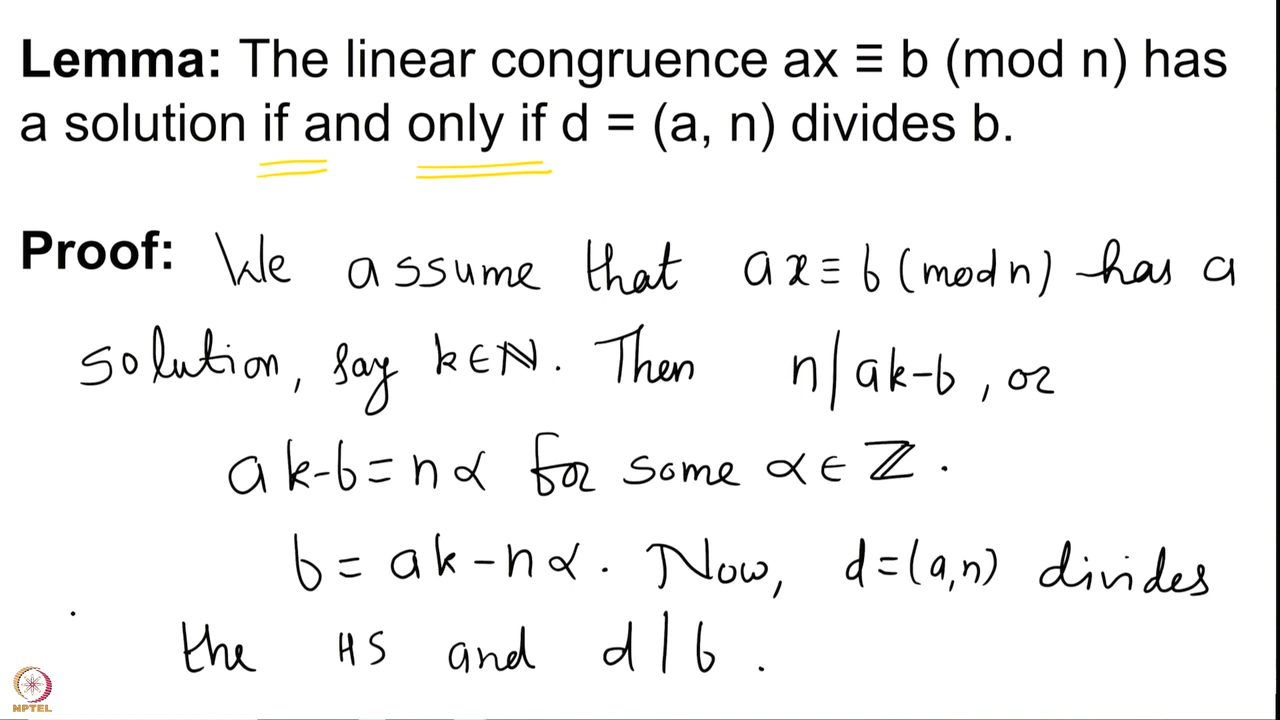 Lemma: The linear congruence ax ≡ b (mod n) has
a solution if and only if d = (a, n) divides b.
Proof: We assume that ax ≡ b (mod n) has a
solution, say k∈ℕ. Then n|ak-b, or
ak-b = nα for some α∈ℤ.
b = ak-nα. Now, d=(a,n) divides
the HS and d|b.
NPTEL